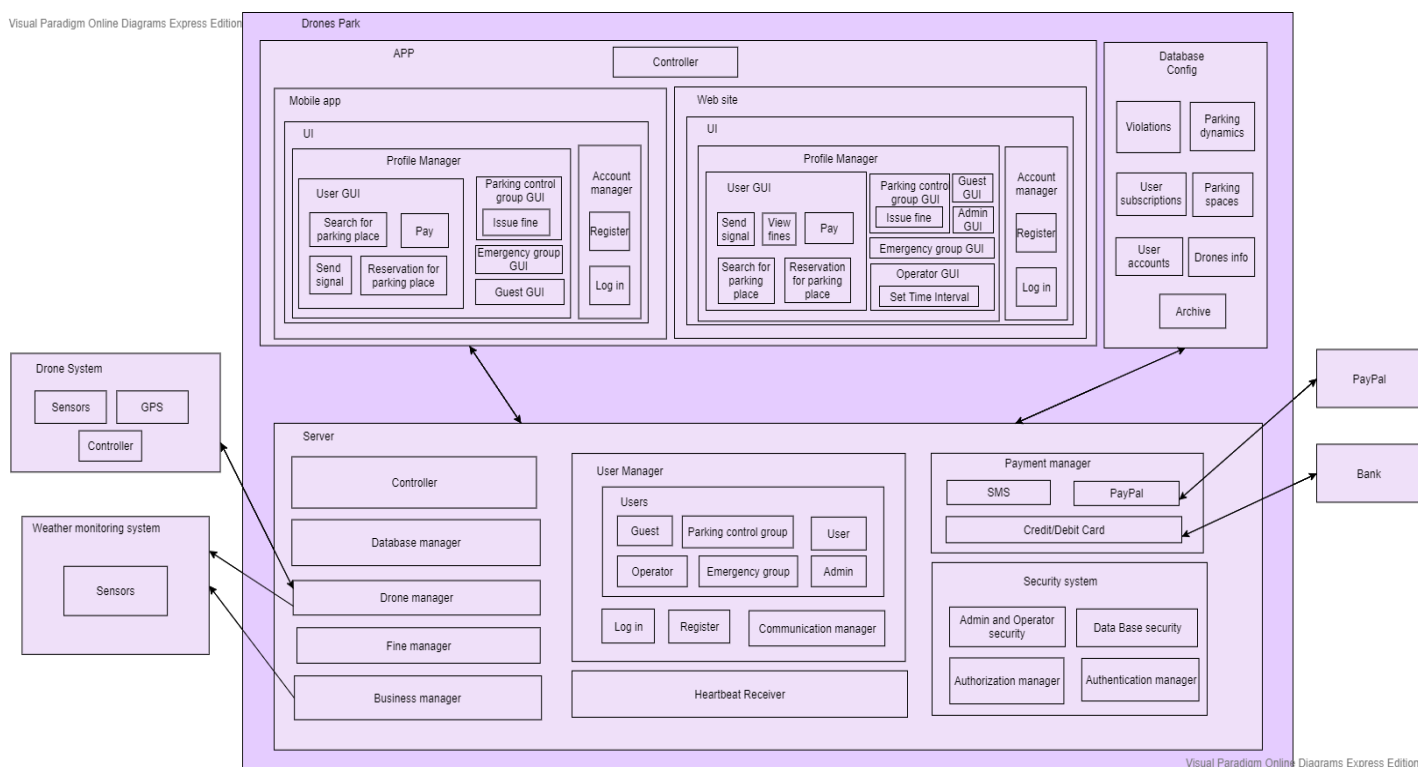 Visual Paradigm Online Diagrams Express Edition
Drones Park
APP
Controller
Mobile app
UI
Profile Manager
User GUI
Search for
parking place
Pay
Send
signal
Reservation for
parking place
Parking control
group GUI
Issue fine
Emergency group
GUI
Guest GUI
Account
manager
Register
Log in
Web site
UI
Profile Manager
User GUI
Send
signal
View
fines
Pay
Search for
parking
place
Reservation
for parking
place
Parking control
group GUI
Issue fine
Guest
GUI
Admin
GUI
Emergency group GUI
Operator GUI
Set Time Interval
Account
manager
Register
Log in
Database
Config
Violations
Parking
dynamics
User
subscriptions
Parking
spaces
User
accounts
Drones info
Archive
Drone System
Sensors
GPS
Controller
Weather monitoring system
Sensors
PayPal
Bank
Server
Controller
Database manager
Drone manager
Fine manager
Business manager
User Manager
Users
Guest
Parking control group
User
Operator
Emergency group
Admin
Log in
Register
Communication manager
Heartbeat Receiver
Payment manager
SMS
PayPal
Credit/Debit Card
Security system
Admin and Operator
security
Data Base security
Authorization manager
Authentication manager
Visual Paradigm Online Diagrams Express Edition